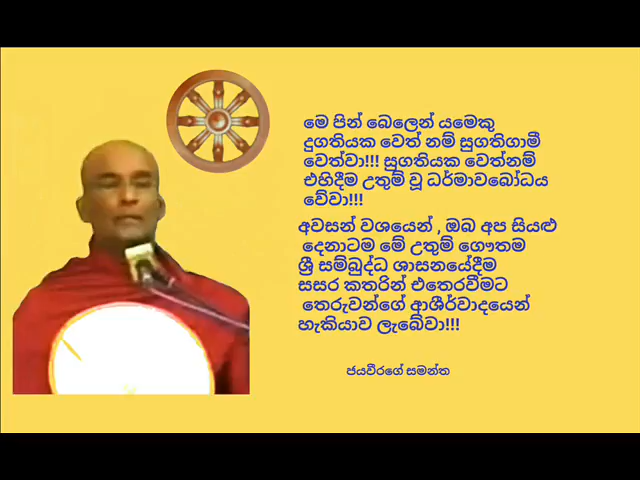 මෙ පින් බෙලෙන් යමෙකු
දුගතියක වෙත් නම් සුගතිගාමී
වෙත්වා!!! සුගතියක වෙත්නම්
එහිදීම උතුම් වූ ධර්මාවබෝධය
වේවා!!!
අවසන් වශයෙන් , ඔබ අප සියළු
දෙනාටම මේ උතුම් ගෞතම
ශ්‍රී සම්බුද්ධ ශාසනයේදීම
සසර කතරින් එතෙරවීමට
තෙරුවන්ගේ ආශීර්වාදයෙන්
හැකියාව ලැබේවා!!!
ජයවීරගේ සමන්ත